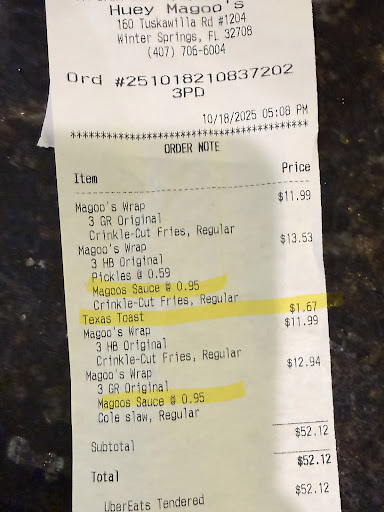 Huey Magoo's
160 Tuskawilla Rd #1204
Winter Springs, FL 32708
(407) 706-6004
Ord #251018210837202
3PD
10/18/2025 05:08 PM
****************************************
ORDER NOTE
Item Price
Magoo's Wrap $11.99
3 GR Original
Crinkle-Cut Fries, Regular
Magoo's Wrap $13.53
3 HB Original
Pickles @ 0.59
Magoos Sauce @ 0.95
Crinkle-Cut Fries, Regular
Texas Toast $1.67
Magoo's Wrap $11.99
3 HB Original
Crinkle-Cut Fries, Regular
Magoo's Wrap $12.94
3 GR Original
Magoos Sauce @ 0.95
Cole slaw, Regular
Subtotal $52.12
Total $52.12
UberEats Tendered $52.12